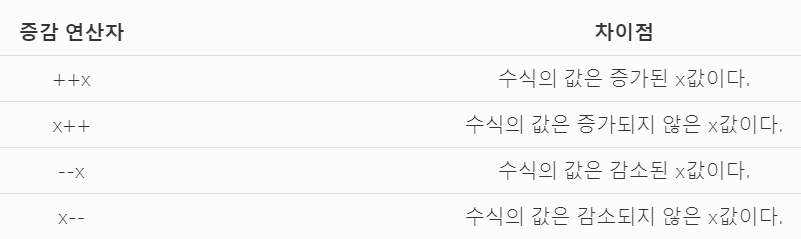 증감 연산자 차이점
++x 수식의 값은 증가된 x값이다.
x++ 수식의 값은 증가되지 않은 x값이다.
--x 수식의 값은 감소된 x값이다.
x-- 수식의 값은 감소되지 않은 x값이다.